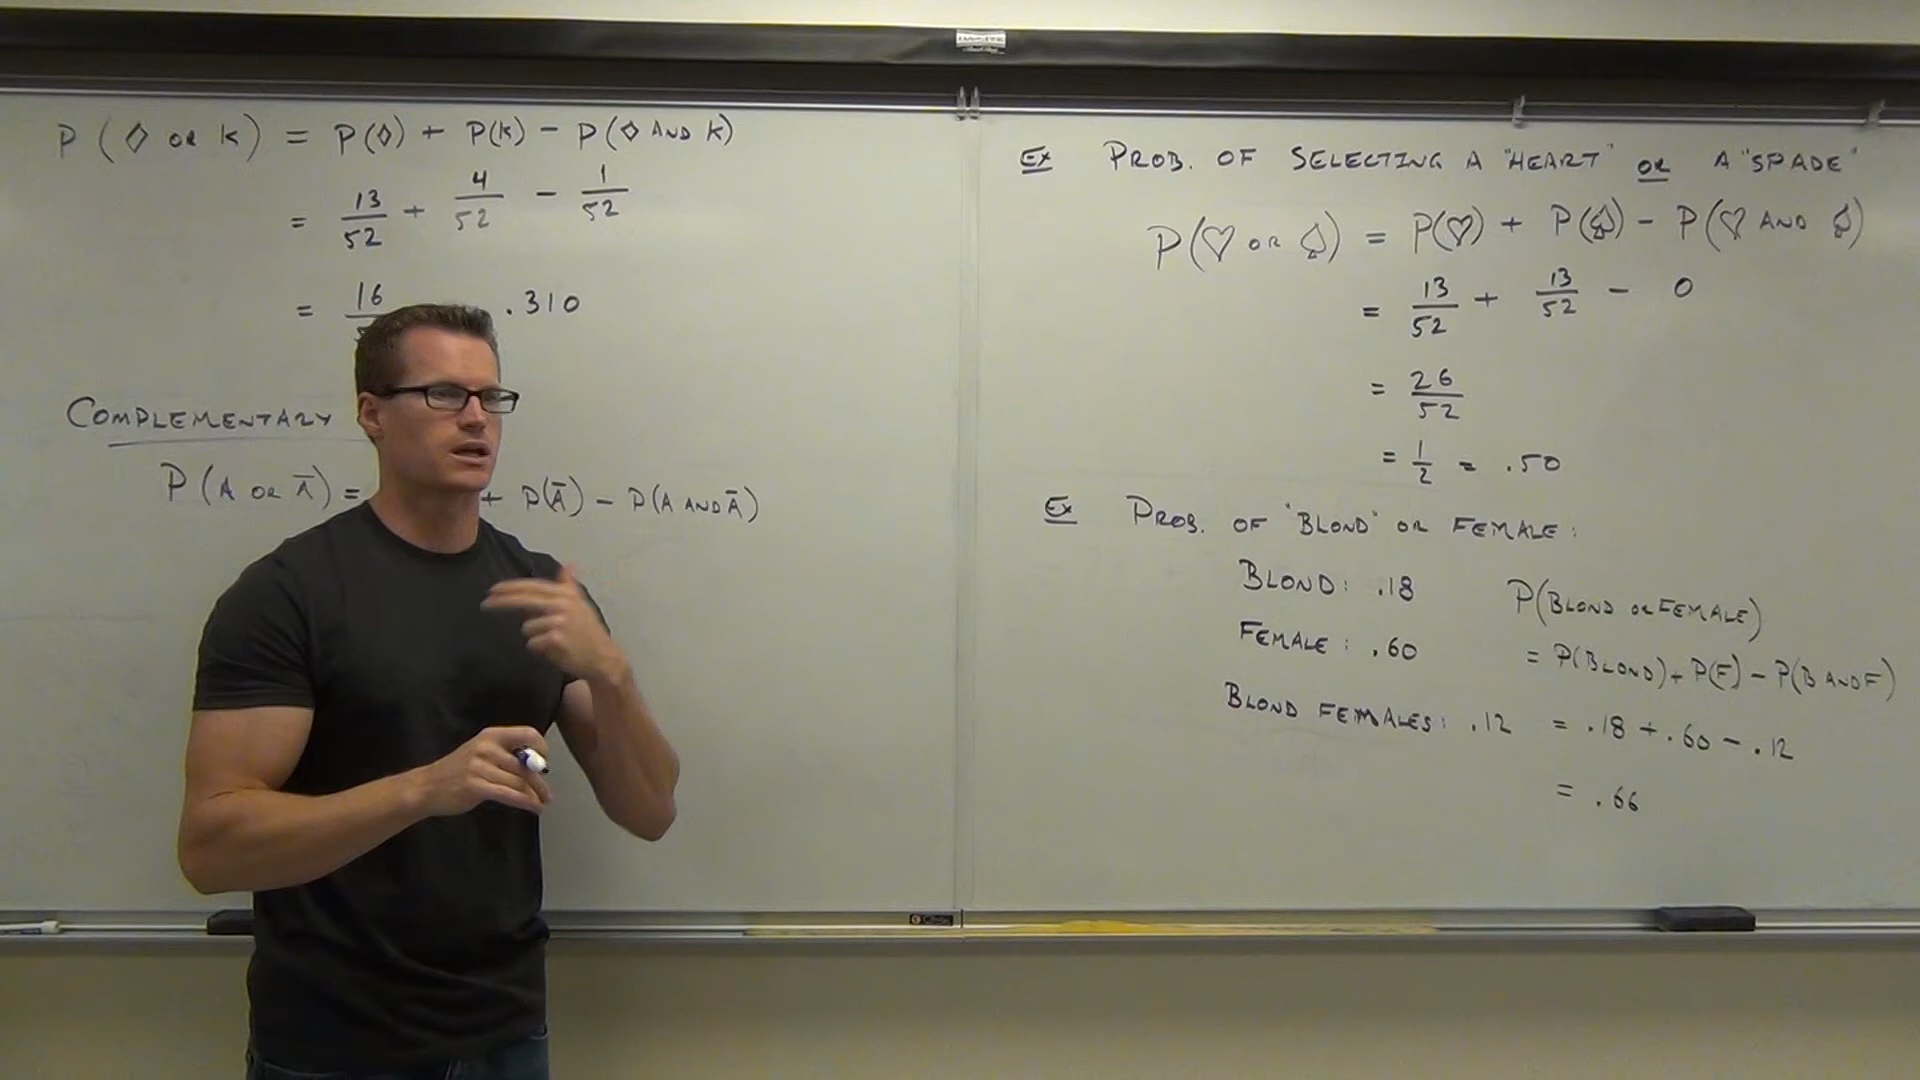 P(◇ OR K) = P(◇) + P(K) − P(◇ AND K)
= 13/52 + 4/52 − 1/52
= 16 .310
COMPLEMENTARY
P(A OR Ā) = + P(Ā) − P(A AND Ā)
EX PROB. OF SELECTING A "HEART" OR A "SPADE"
P(♡ OR ♤) = P(♡) + P(♤) − P(♡ AND ♤)
= 13/52 + 13/52 − 0
= 26/52
= 1/2 = .50
EX PROB. OF "BLOND" OR FEMALE:
BLOND: .18
FEMALE: .60
BLOND FEMALES: .12
P(BLOND OR FEMALE)
= P(BLOND) + P(F) − P(B AND F)
= .18 + .60 − .12
= .66